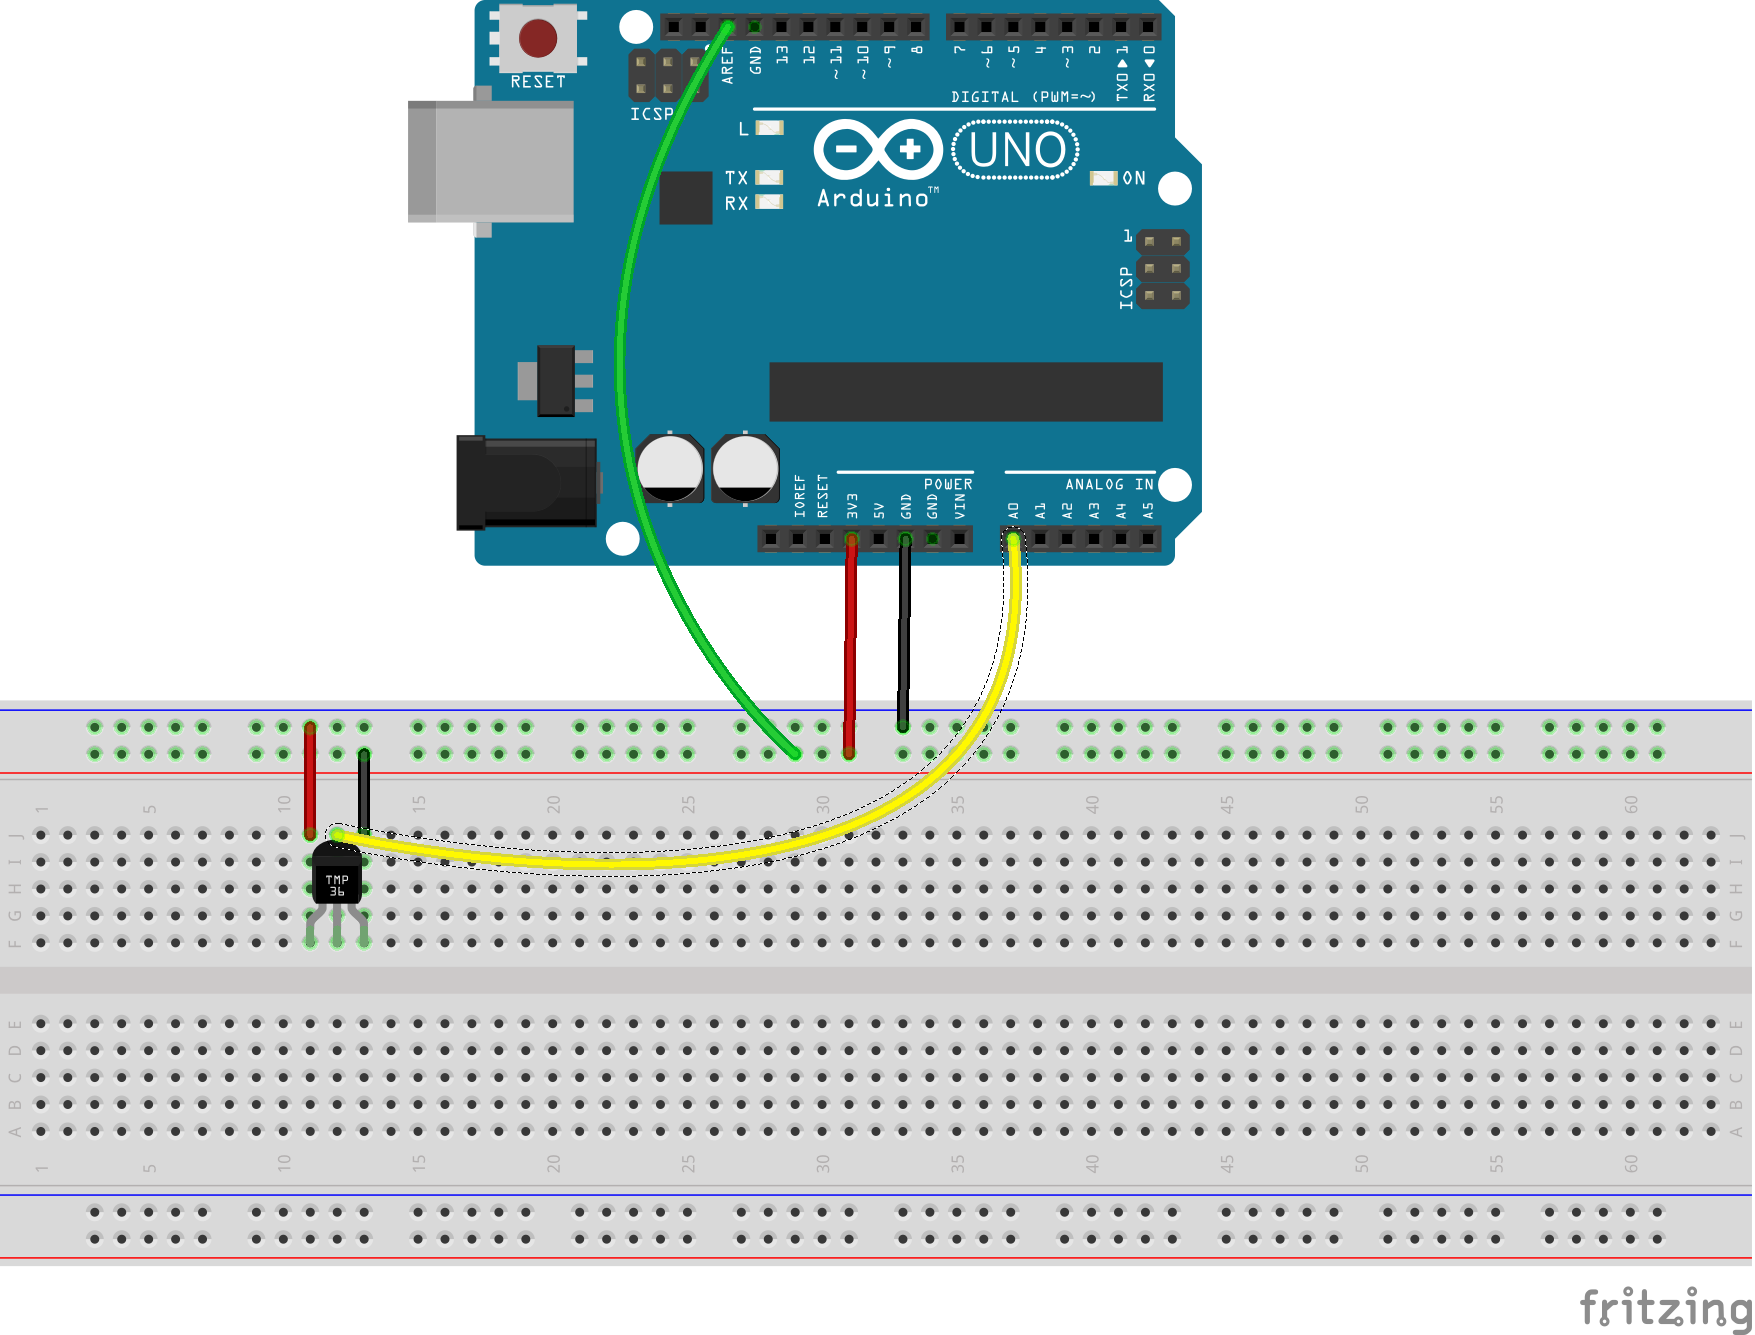 RESET
AREF GND 13 12 ~11 ~10 ~9 8 7 ~6 ~5 4 ~3 2 TX0▶1 RX0◀0
ICSP
DIGITAL (PWM=~)
L
TX
RX
UNO
Arduino™
ON
1
ICSP
POWER
ANALOG IN
IOREF RESET 3V3 5V GND GND VIN A0 A1 A2 A3 A4 A5
1 5 10 15 20 25 30 35 40 45 50 55 60
J J
I I
H H
G G
F F
TMP
36
E E
D D
C C
B B
A A
1 5 10 15 20 25 30 35 40 45 50 55 60
fritzing